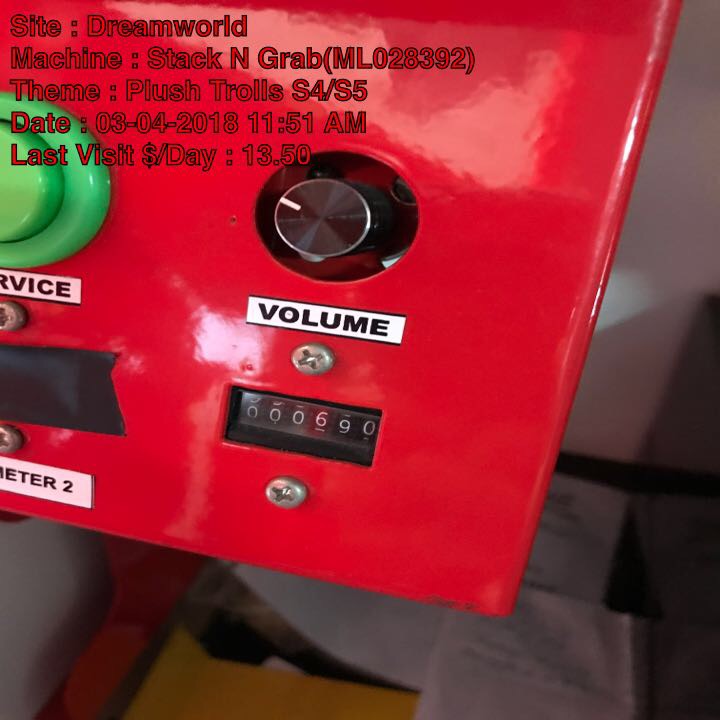 Site : Dreamworld
Machine : Stack N Grab(ML028392)
Theme : Plush Trolls S4/S5
Date : 03-04-2018 11:51 AM
Last Visit $/Day : 13.50
RVICE
VOLUME
000690
METER 2